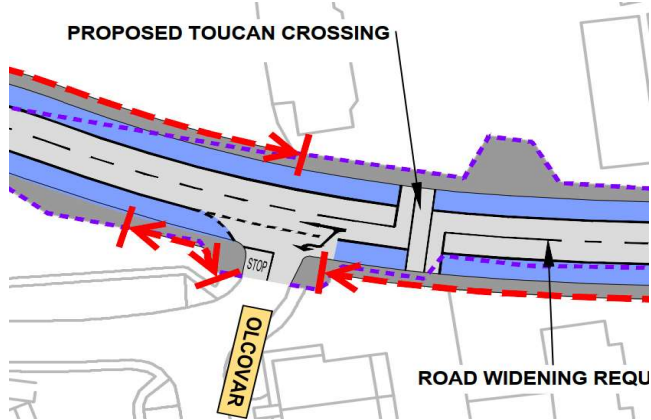 PROPOSED TOUCAN CROSSING
STOP
OLCOVAR
ROAD WIDENING REQU